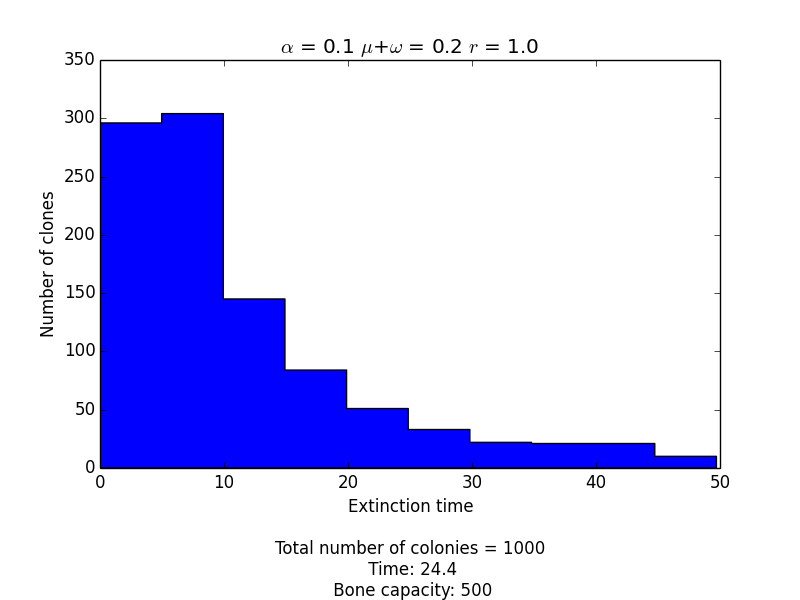 α = 0.1 μ+ω = 0.2 r = 1.0
350
300
250
200
150
100
50
0
Number of clones
0 10 20 30 40 50
Extinction time
Total number of colonies = 1000
Time: 24.4
Bone capacity: 500